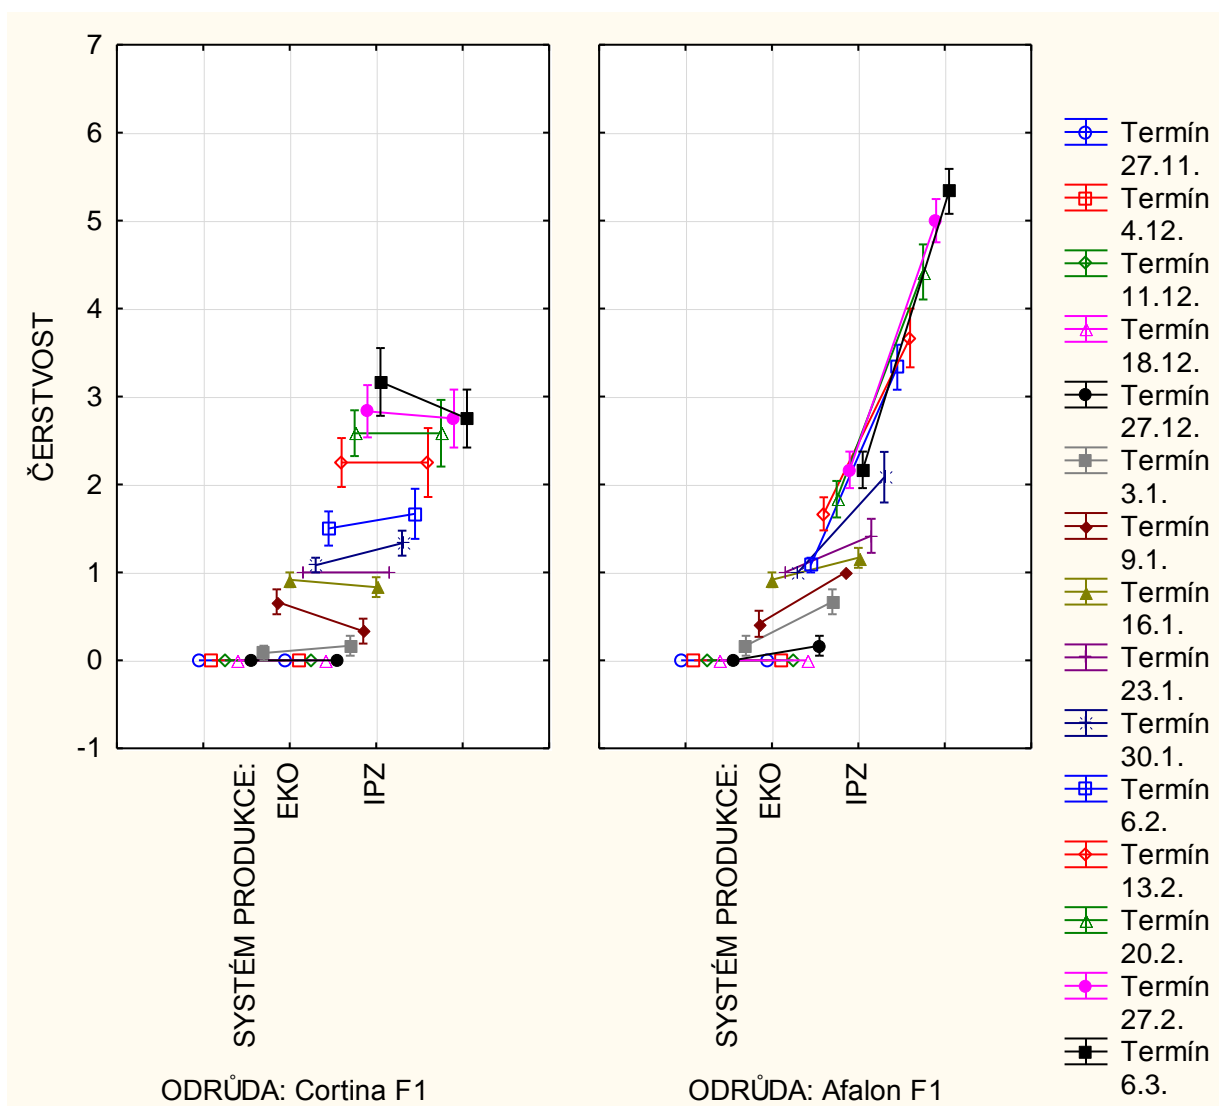 7
6
5
4
3
2
1
0
-1
ČERSTVOST
SYSTÉM PRODUKCE:
EKO
IPZ
ODRŮDA: Cortina F1
SYSTÉM PRODUKCE:
EKO
IPZ
ODRŮDA: Afalon F1
Termín
27.11.
Termín
4.12.
Termín
11.12.
Termín
18.12.
Termín
27.12.
Termín
3.1.
Termín
9.1.
Termín
16.1.
Termín
23.1.
Termín
30.1.
Termín
6.2.
Termín
13.2.
Termín
20.2.
Termín
27.2.
Termín
6.3.